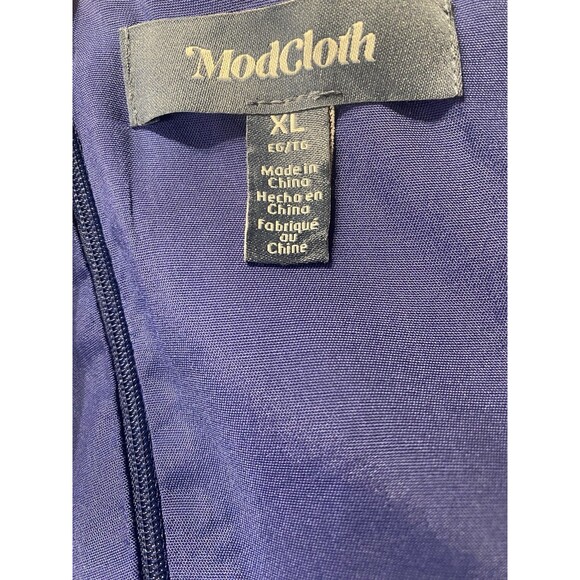 ModCloth
XL
EG/TG
Made in
China
Hecho en
China
Fabriqué
au
Chine